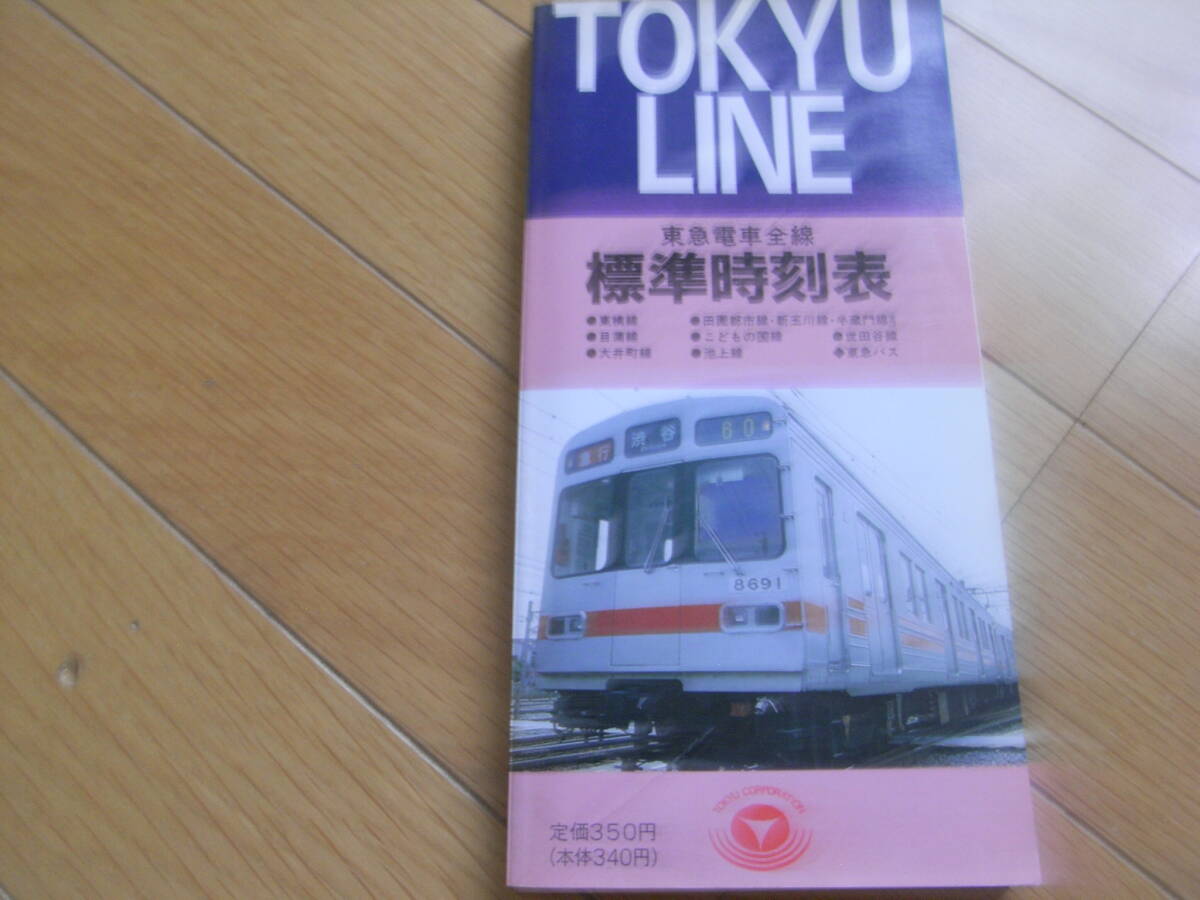 TOKYU
LINE
東急電車全線
標準時刻表
●東横線 ●田園都市線・新玉川線・半蔵門線
●目蒲線 ●こどもの国線 ●世田谷線
●大井町線 ●池上線 ●東急バス
急行 渋谷 60
8691
TOKYU CORPORATION
定価350円
(本体340円)